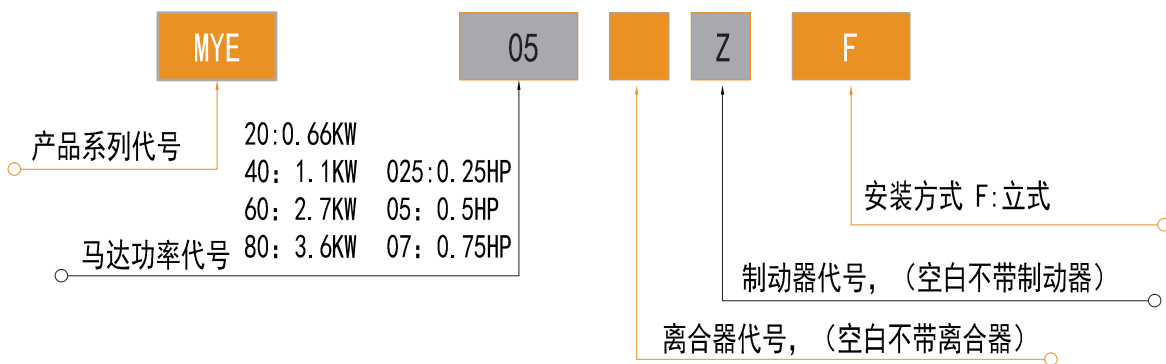 MYE 05 Z F
产品系列代号
20:0.66KW
40: 1.1KW 025:0.25HP
60: 2.7KW 05: 0.5HP
80: 3.6KW 07: 0.75HP
马达功率代号
安装方式 F:立式
制动器代号，（空白不带制动器）
离合器代号，（空白不带离合器）